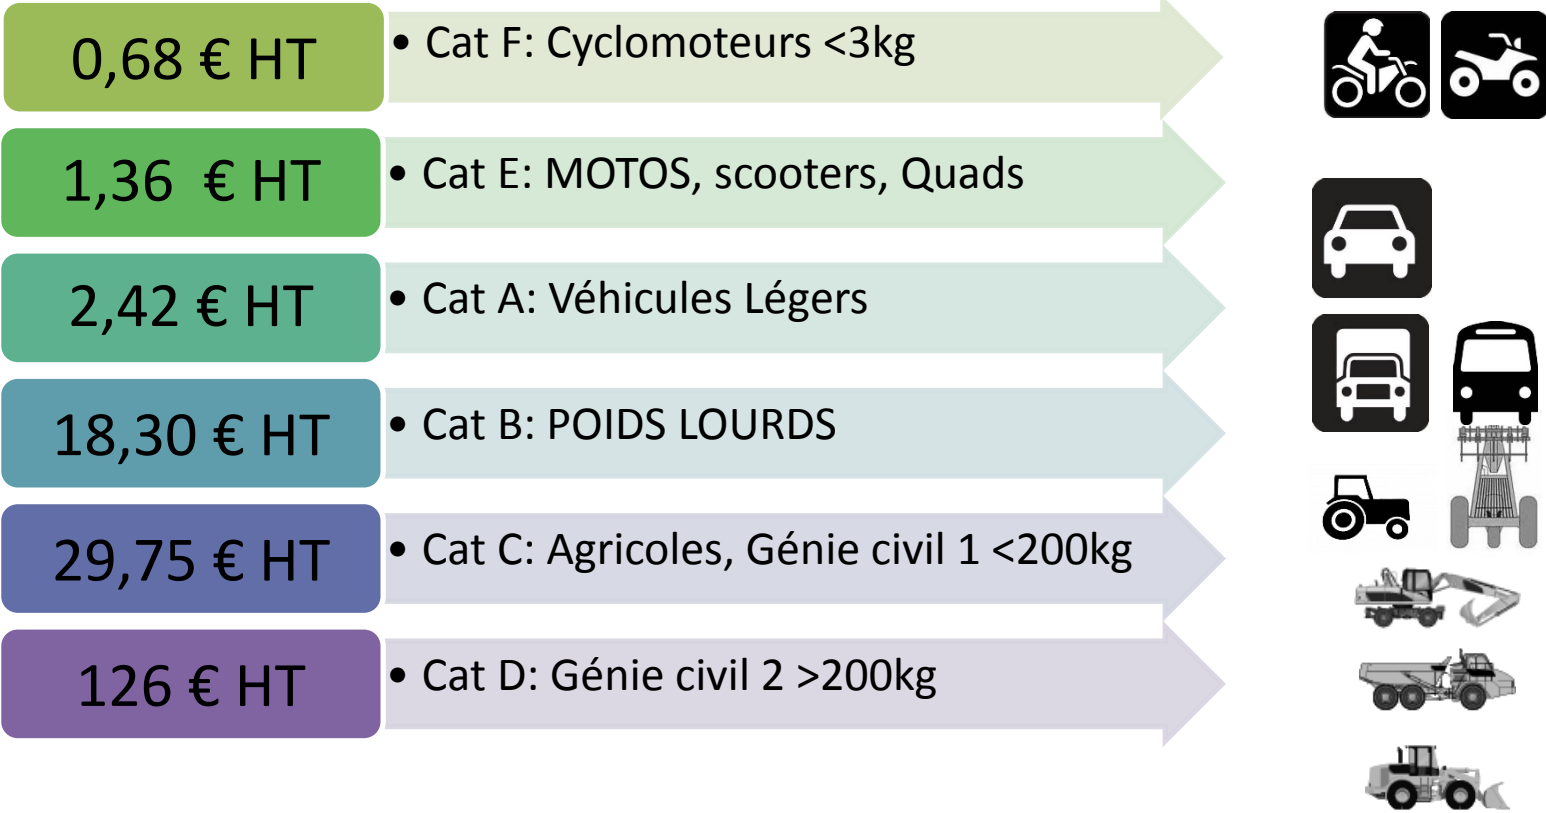 0,68 € HT
• Cat F: Cyclomoteurs <3kg
1,36 € HT
• Cat E: MOTOS, scooters, Quads
2,42 € HT
• Cat A: Véhicules Légers
18,30 € HT
• Cat B: POIDS LOURDS
29,75 € HT
• Cat C: Agricoles, Génie civil 1 <200kg
126 € HT
• Cat D: Génie civil 2 >200kg